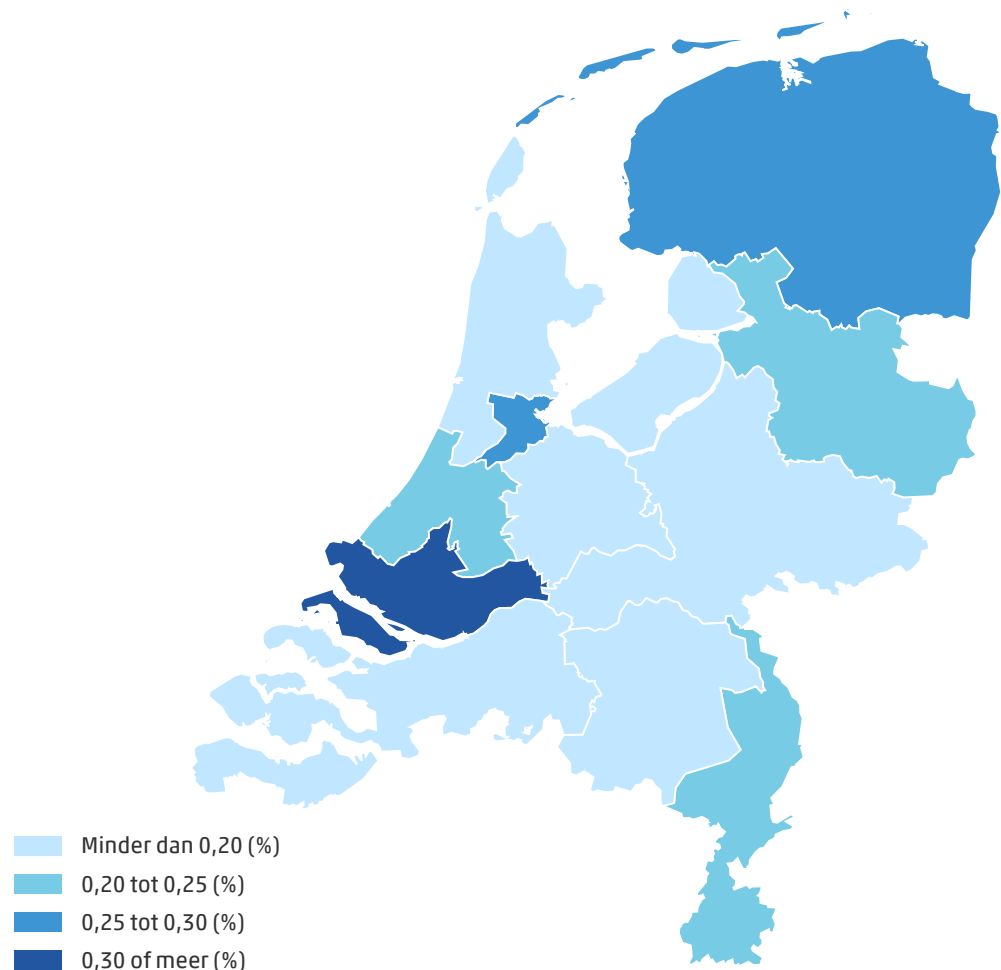 Minder dan 0,20 (%)
0,20 tot 0,25 (%)
0,25 tot 0,30 (%)
0,30 of meer (%)